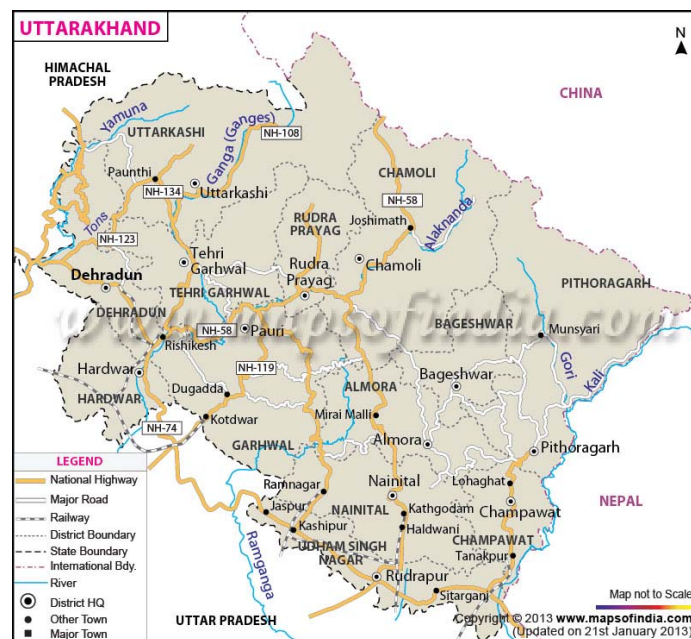 UTTARAKHAND
N
HIMACHAL
PRADESH
CHINA
Yamuna
UTTARKASHI
Ganga (Ganges)
NH-108
Paunthi
NH-134
Uttarkashi
CHAMOLI
NH-58
Joshimath
Alaknanda
RUDRA
PRAYAG
Tons
NH-123
Tehri
Garhwal
Chamoli
Rudra
Prayag
Dehradun
TEHRI GARHWAL
PITHORAGARH
DEHRADUN
www.mapsofindia.com
BAGESHWAR
NH-58
Pauri
Munsyari
Rishikesh
Gori
Kali
Hardwar
NH-119
HARDWAR
Dugadda
ALMORA
Bageshwar
Kotdwar
Mirai Malli
NH-74
GARHWAL
Almora
Pithoragarh
LEGEND
National Highway
Major Road
Railway
District Boundary
State Boundary
International Bdy.
River
District HQ
Other Town
Major Town
Ramnagar
Nainital
Lohaghat
NEPAL
Jaspur
NAINITAL
Kathgodam
Champawat
Kashipur
Haldwani
CHAMPAWAT
Ramganga
UDHAM SINGH
NAGAR
Tanakpur
Rudrapur
Sitarganj
UTTAR PRADESH
Map not to Scale
Copyright © 2013 www.mapsofindia.com
(Updated on 21st January 2013)